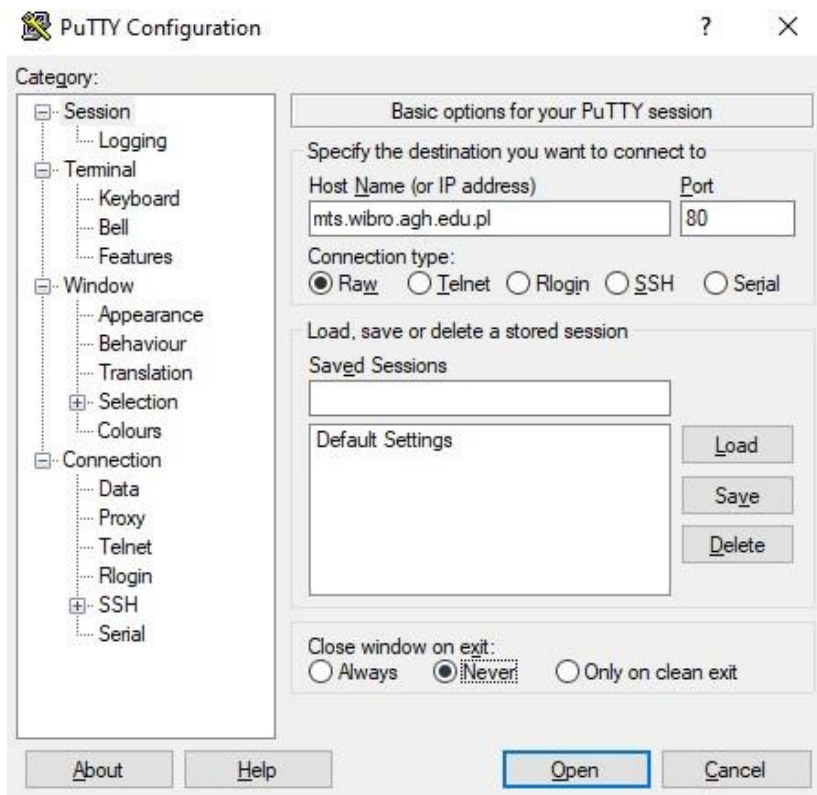 PuTTY Configuration ? X
Category:
Session
Logging
Terminal
Keyboard
Bell
Features
Window
Appearance
Behaviour
Translation
Selection
Colours
Connection
Data
Proxy
Telnet
Rlogin
SSH
Serial
Basic options for your PuTTY session
Specify the destination you want to connect to
Host Name (or IP address) Port
mts.wibro.agh.edu.pl 80
Connection type:
Raw Telnet Rlogin SSH Serial
Load, save or delete a stored session
Saved Sessions
Default Settings
Load
Save
Delete
Close window on exit:
Always Never Only on clean exit
About Help Open Cancel